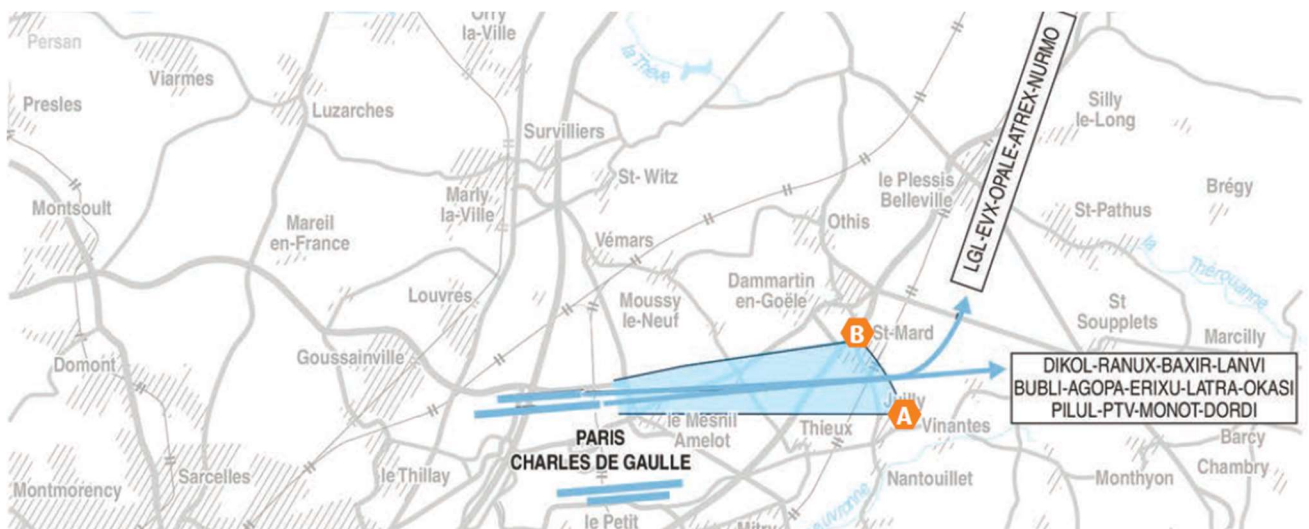 Orry
la-Ville
Persan
la Thève
Viarmes
Presles
Luzarches
Silly
le-Long
LGL-EVX-OPALE-ATREX-NURMO
Survilliers
St-Witz
le Plessis
Belleville
Brégy
Marly
la-Ville
Montsoult
Mareil
en-France
Othis
St-Pathus
Vémars
la
Thérouanne
Dammartin
en-Goële
Louvres
Moussy
le-Neuf
St
Soupplets
B
St-Mard
Marcilly
Domont
Goussainville
DIKOL-RANUX-BAXIR-LANVI
BUBLI-AGOPA-ERIXU-LATRA-OKASI
PILUL-PTV-MONOT-DORDI
Juilly
A
le Mesnil
Amelot
Thieux
Vinantes
PARIS
CHARLES DE GAULLE
Barcy
Chambry
Sarcelles
le Thillay
Nantouillet
Monthyon
Montmorency
le Petit
Mitry